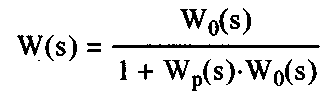 W(s) = W₀(s) / (1 + Wₚ(s)·W₀(s))